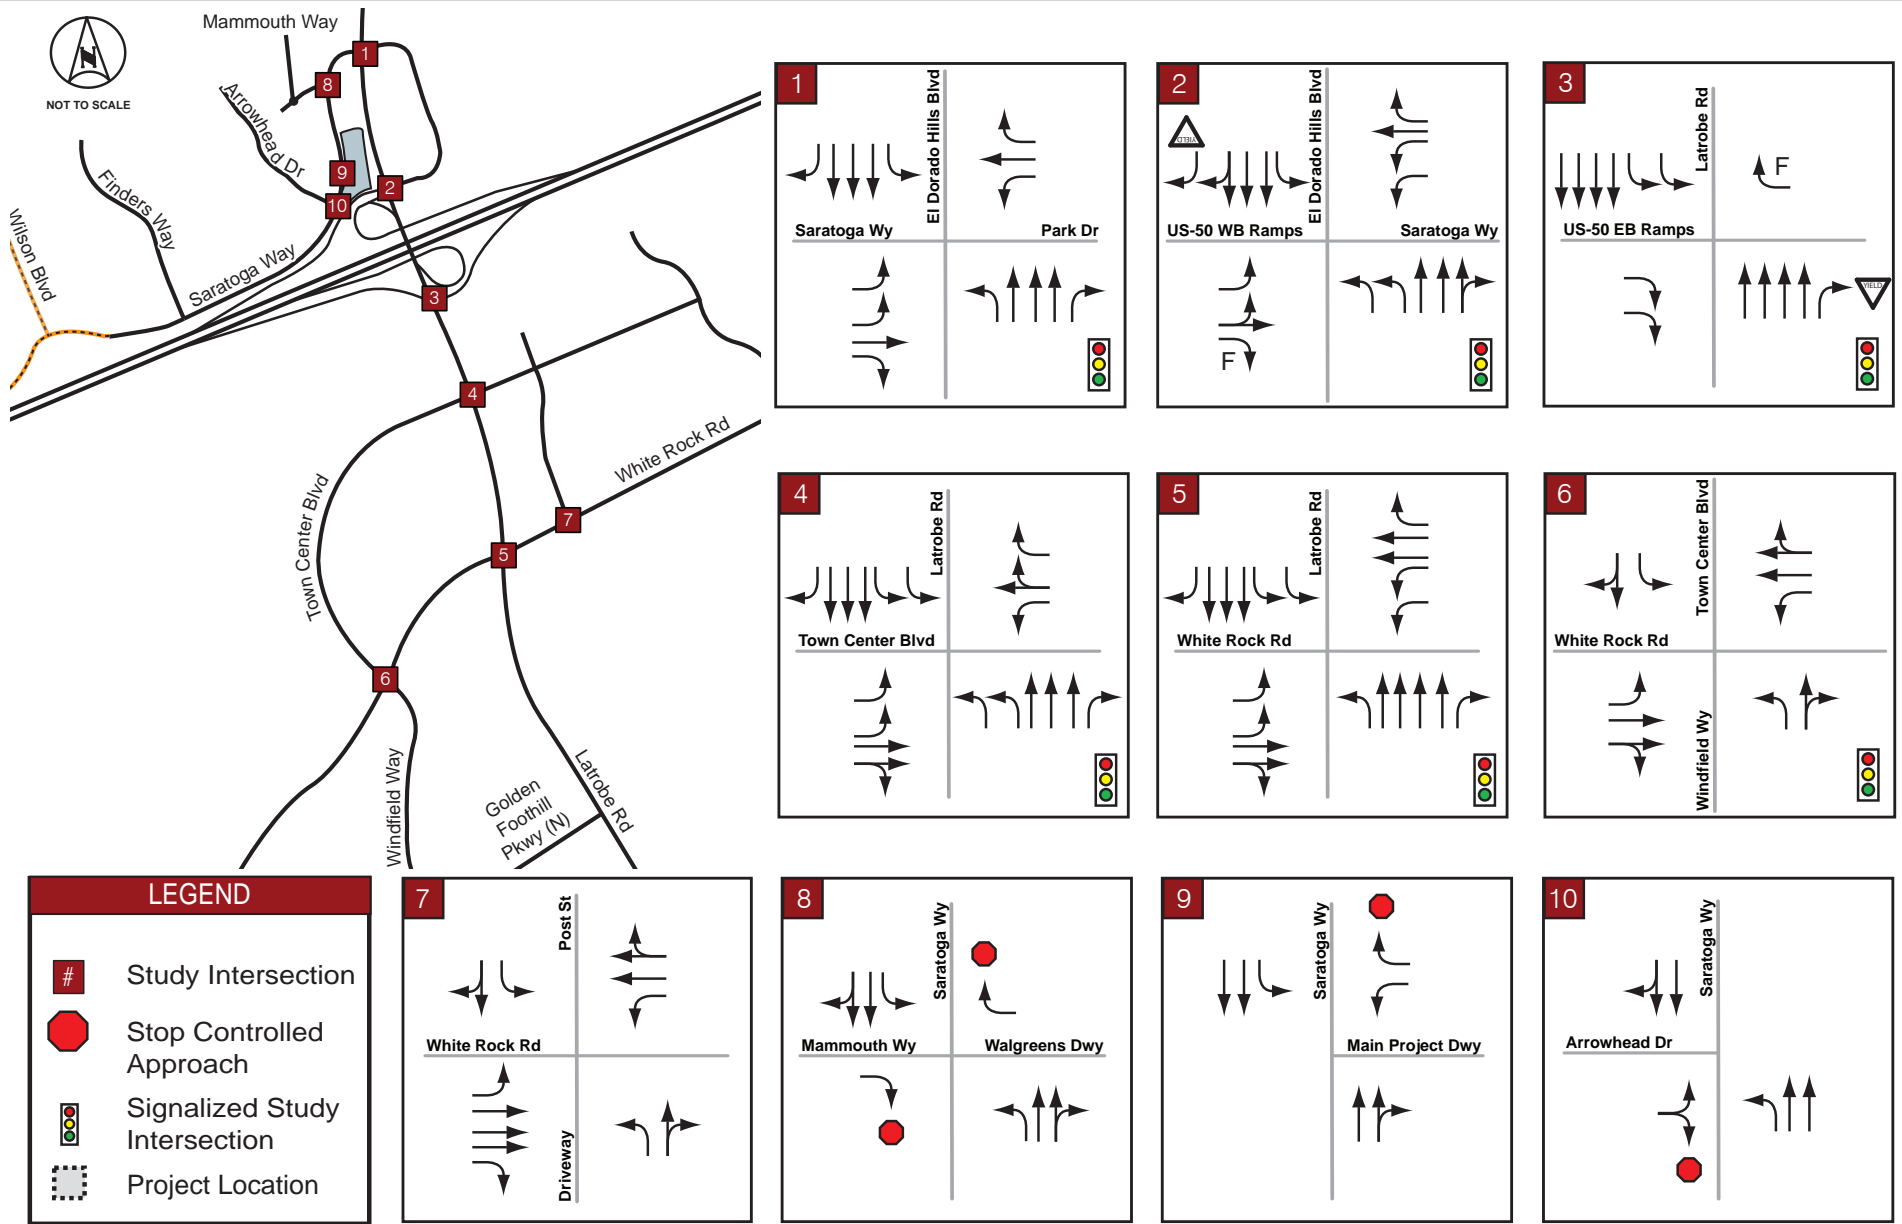 N
NOT TO SCALE
Mammouth Way
Arrowhead Dr
Finders Way
Wilson Blvd
Saratoga Way
White Rock Rd
Town Center Blvd
Windfield Way
Latrobe Rd
Golden
Foothill
Pkwy (N)
1
8
9
2
10
3
4
7
5
6
1
El Dorado Hills Blvd
Saratoga Wy
Park Dr
2
YIELD
El Dorado Hills Blvd
US-50 WB Ramps
Saratoga Wy
F
3
Latrobe Rd
F
US-50 EB Ramps
YIELD
4
Latrobe Rd
Town Center Blvd
5
Latrobe Rd
White Rock Rd
6
Town Center Blvd
White Rock Rd
Windfield Wy
LEGEND
# Study Intersection
Stop Controlled
Approach
Signalized Study
Intersection
Project Location
7
Post St
White Rock Rd
Driveway
8
Saratoga Wy
Mammouth Wy
Walgreens Dwy
9
Saratoga Wy
Main Project Dwy
10
Saratoga Wy
Arrowhead Dr